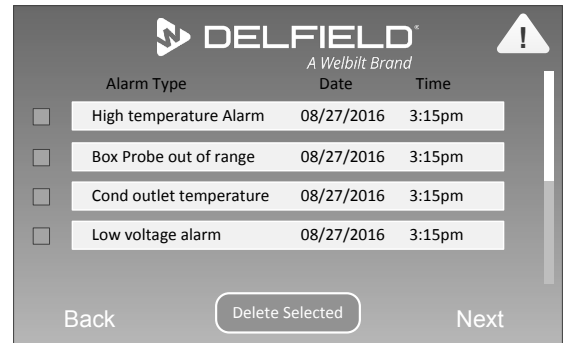 DELFIELD®
A Welbilt Brand
!
Alarm Type Date Time
High temperature Alarm 08/27/2016 3:15pm
Box Probe out of range 08/27/2016 3:15pm
Cond outlet temperature 08/27/2016 3:15pm
Low voltage alarm 08/27/2016 3:15pm
Back Delete Selected Next